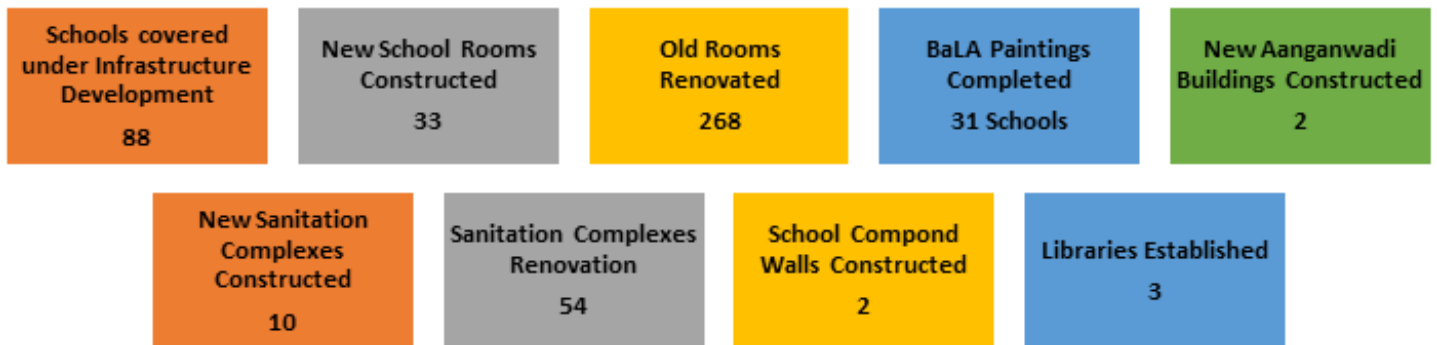 Schools covered
under Infrastructure
Development
88
New School Rooms
Constructed
33
Old Rooms
Renovated
268
BaLA Paintings
Completed
31 Schools
New Aanganwadi
Buildings Constructed
2
New Sanitation
Complexes
Constructed
10
Sanitation Complexes
Renovation
54
School Compond
Walls Constructed
2
Libraries Established
3